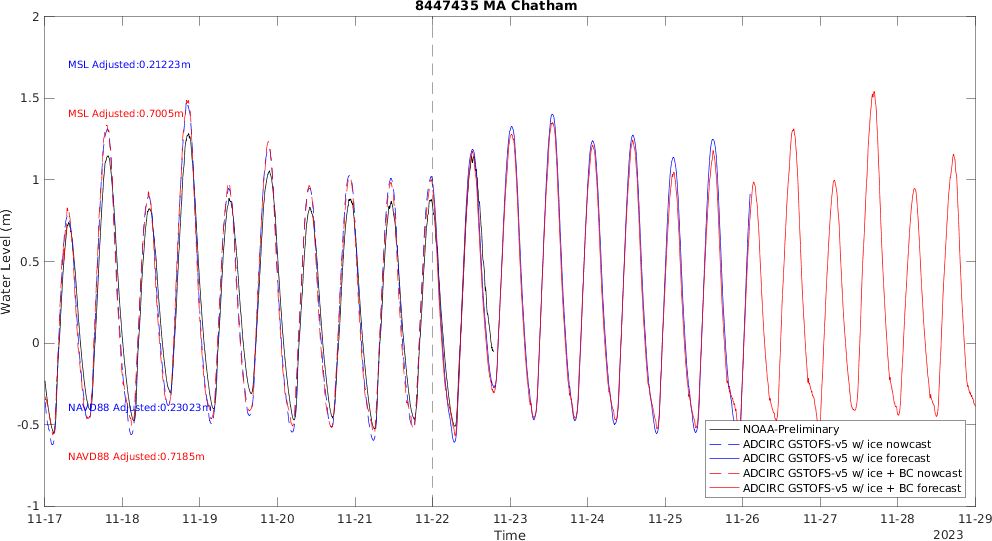 8447435 MA Chatham
2
1.5
1
0.5
0
-0.5
-1
Water Level (m)
MSL Adjusted:0.21223m
MSL Adjusted:0.7005m
NAVD88 Adjusted:0.23023m
NAVD88 Adjusted:0.7185m
NOAA-Preliminary
ADCIRC GSTOFS-v5 w/ ice nowcast
ADCIRC GSTOFS-v5 w/ ice forecast
ADCIRC GSTOFS-v5 w/ ice + BC nowcast
ADCIRC GSTOFS-v5 w/ ice + BC forecast
11-17 11-18 11-19 11-20 11-21 11-22 11-23 11-24 11-25 11-26 11-27 11-28 11-29
Time
2023